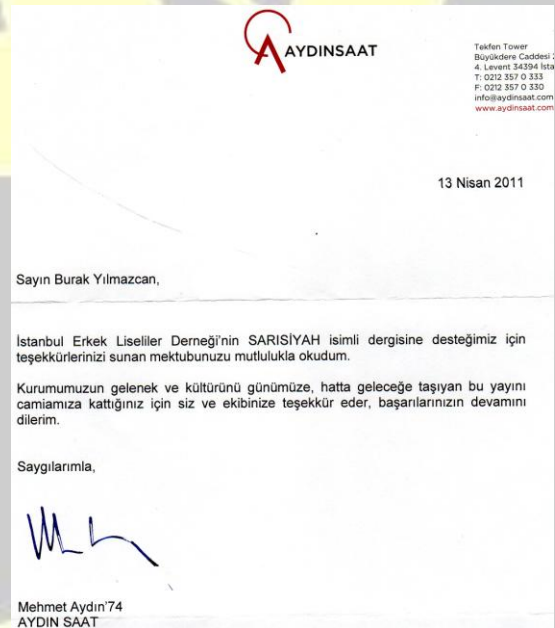 AYDINSAAT
Tekfen Tower
Büyükdere Caddesi
4. Levent 34394
T: 0212 357 0 333
F: 0212 357 0 330
info@aydinsaat.com
www.aydinsaat.com
13 Nisan 2011
Sayın Burak Yılmazcan,
İstanbul Erkek Liseliler Derneği'nin SARISİYAH isimli dergisine desteğimiz için
teşekkürlerinizi sunan mektubunuzu mutlulukla okudum.
Kurumumuzun gelenek ve kültürünü günümüze, hatta geleceğe taşıyan bu yayını
camiamıza kattığınız için siz ve ekibinize teşekkür eder, başarılarınızın devamını
dilerim.
Saygılarımla,
Mehmet Aydın'74
AYDIN SAAT